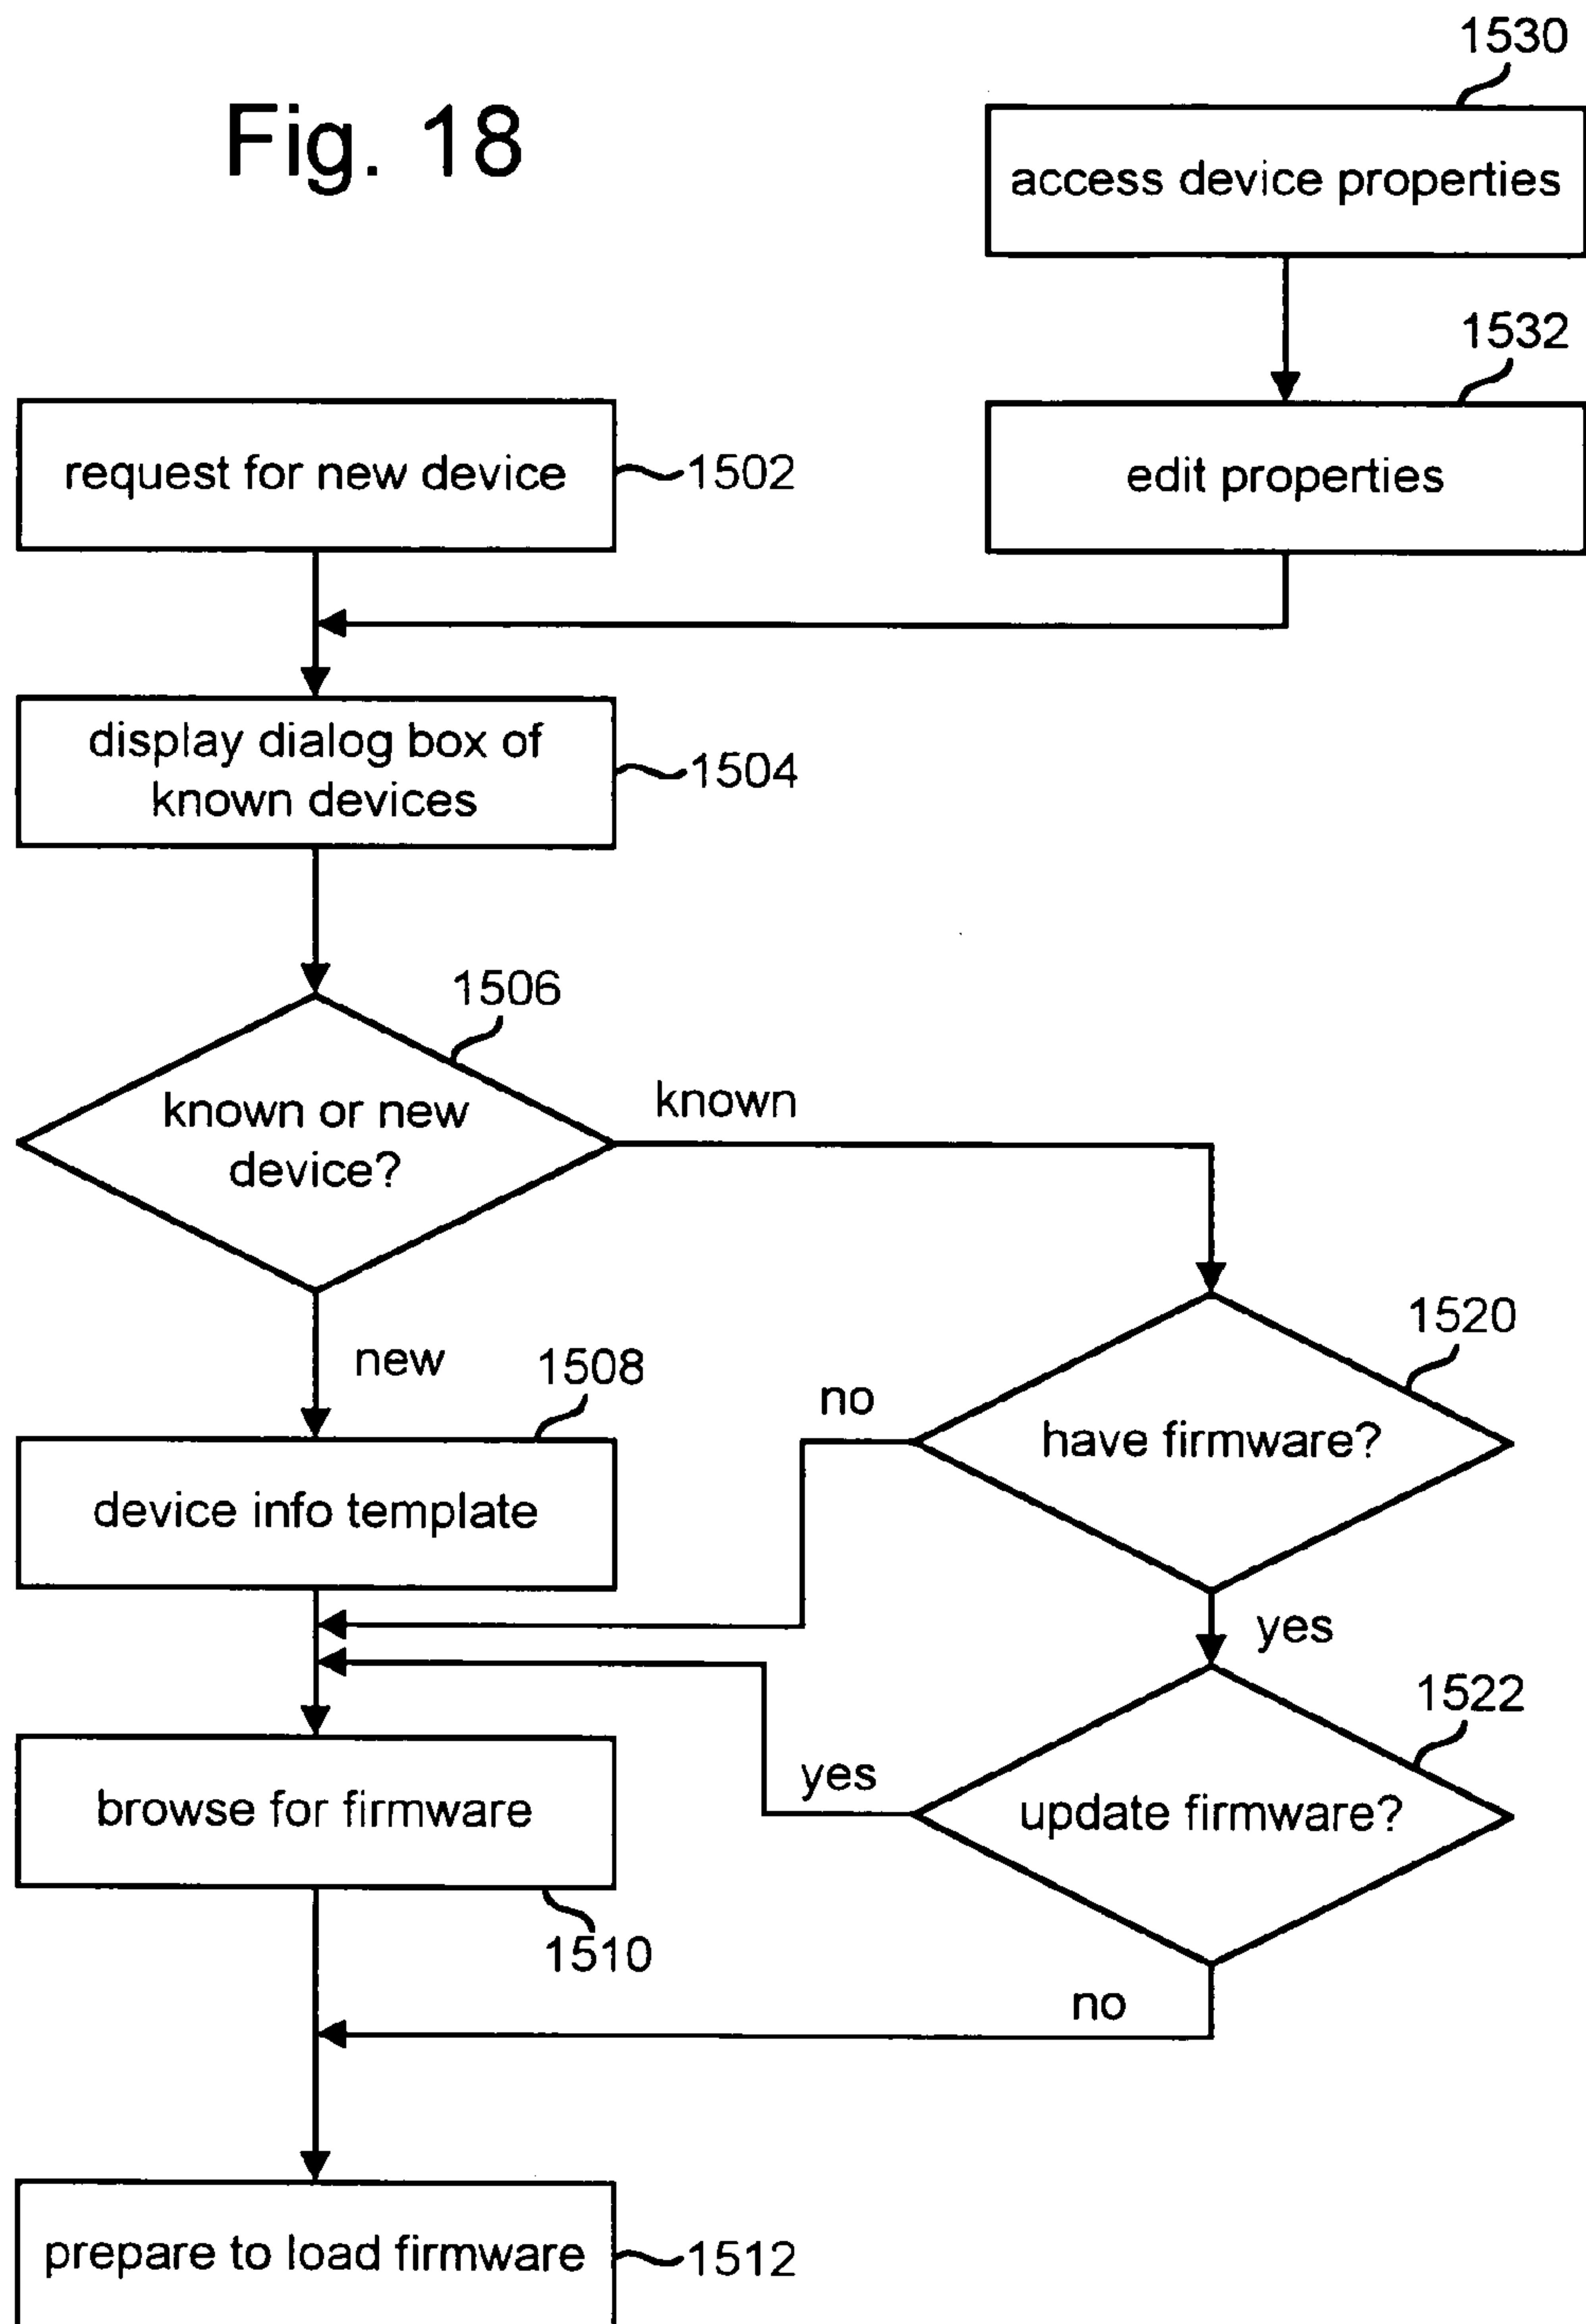 Fig. 18
1530
access device properties
1532
edit properties
request for new device
1502
display dialog box of
known devices
1504
1506
known or new
device?
known
new
1508
device info template
1520
have firmware?
no
yes
1522
update firmware?
yes
no
browse for firmware
1510
prepare to load firmware
1512